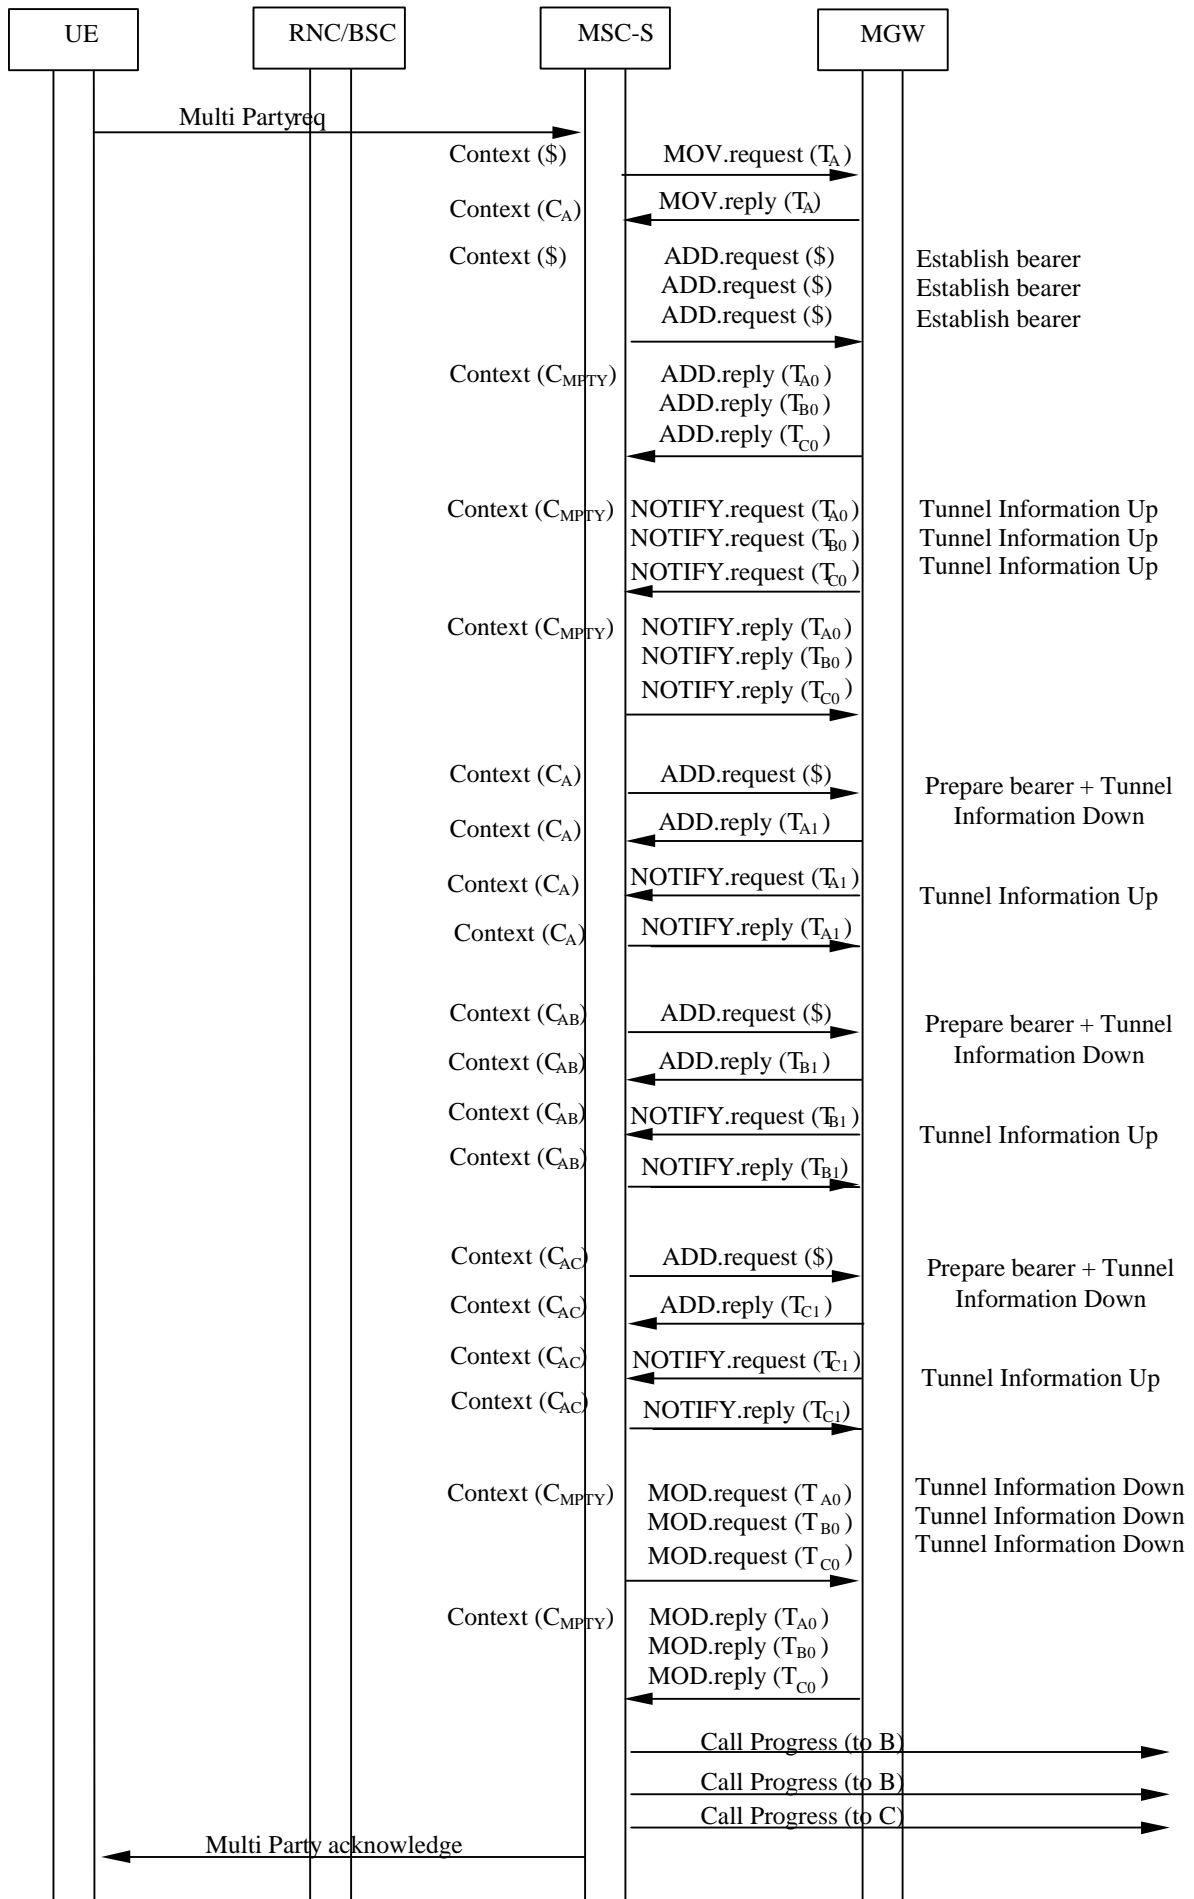 UE
RNC/BSC
MSC-S
MGW
Multi Partyreq
Context ($)
MOV.request (TA)
Context (CA)
MOV.reply (TA)
Context ($)
ADD.request ($)
Establish bearer
ADD.request ($)
Establish bearer
ADD.request ($)
Establish bearer
Context (CMPTY)
ADD.reply (TA0)
ADD.reply (TB0)
ADD.reply (TC0)
Context (CMPTY)
NOTIFY.request (TA0)
Tunnel Information Up
NOTIFY.request (TB0)
Tunnel Information Up
NOTIFY.request (TC0)
Tunnel Information Up
Context (CMPTY)
NOTIFY.reply (TA0)
NOTIFY.reply (TB0)
NOTIFY.reply (TC0)
Context (CA)
ADD.request ($)
Prepare bearer + Tunnel
Information Down
Context (CA)
ADD.reply (TA1)
Context (CA)
NOTIFY.request (TA1)
Tunnel Information Up
Context (CA)
NOTIFY.reply (TA1)
Context (CAB)
ADD.request ($)
Prepare bearer + Tunnel
Information Down
Context (CAB)
ADD.reply (TB1)
Context (CAB)
NOTIFY.request (TB1)
Tunnel Information Up
Context (CAB)
NOTIFY.reply (TB1)
Context (CAC)
ADD.request ($)
Prepare bearer + Tunnel
Information Down
Context (CAC)
ADD.reply (TC1)
Context (CAC)
NOTIFY.request (TC1)
Tunnel Information Up
Context (CAC)
NOTIFY.reply (TC1)
Context (CMPTY)
MOD.request (TA0)
Tunnel Information Down
MOD.request (TB0)
Tunnel Information Down
MOD.request (TC0)
Tunnel Information Down
Context (CMPTY)
MOD.reply (TA0)
MOD.reply (TB0)
MOD.reply (TC0)
Call Progress (to B)
Call Progress (to B)
Call Progress (to C)
Multi Party acknowledge